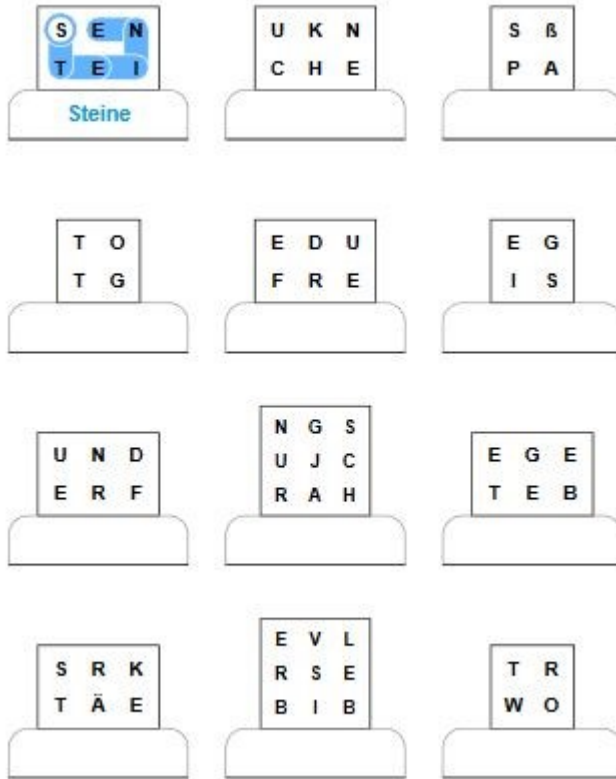 S E N
T E I
Steine
U K N
C H E
S ß
P A
T O
T G
E D U
F R E
E G
I S
U N D
E R F
N G S
U J C
R A H
E G E
T E B
S R K
T Ä E
E V L
R S E
B I B
T R
W O